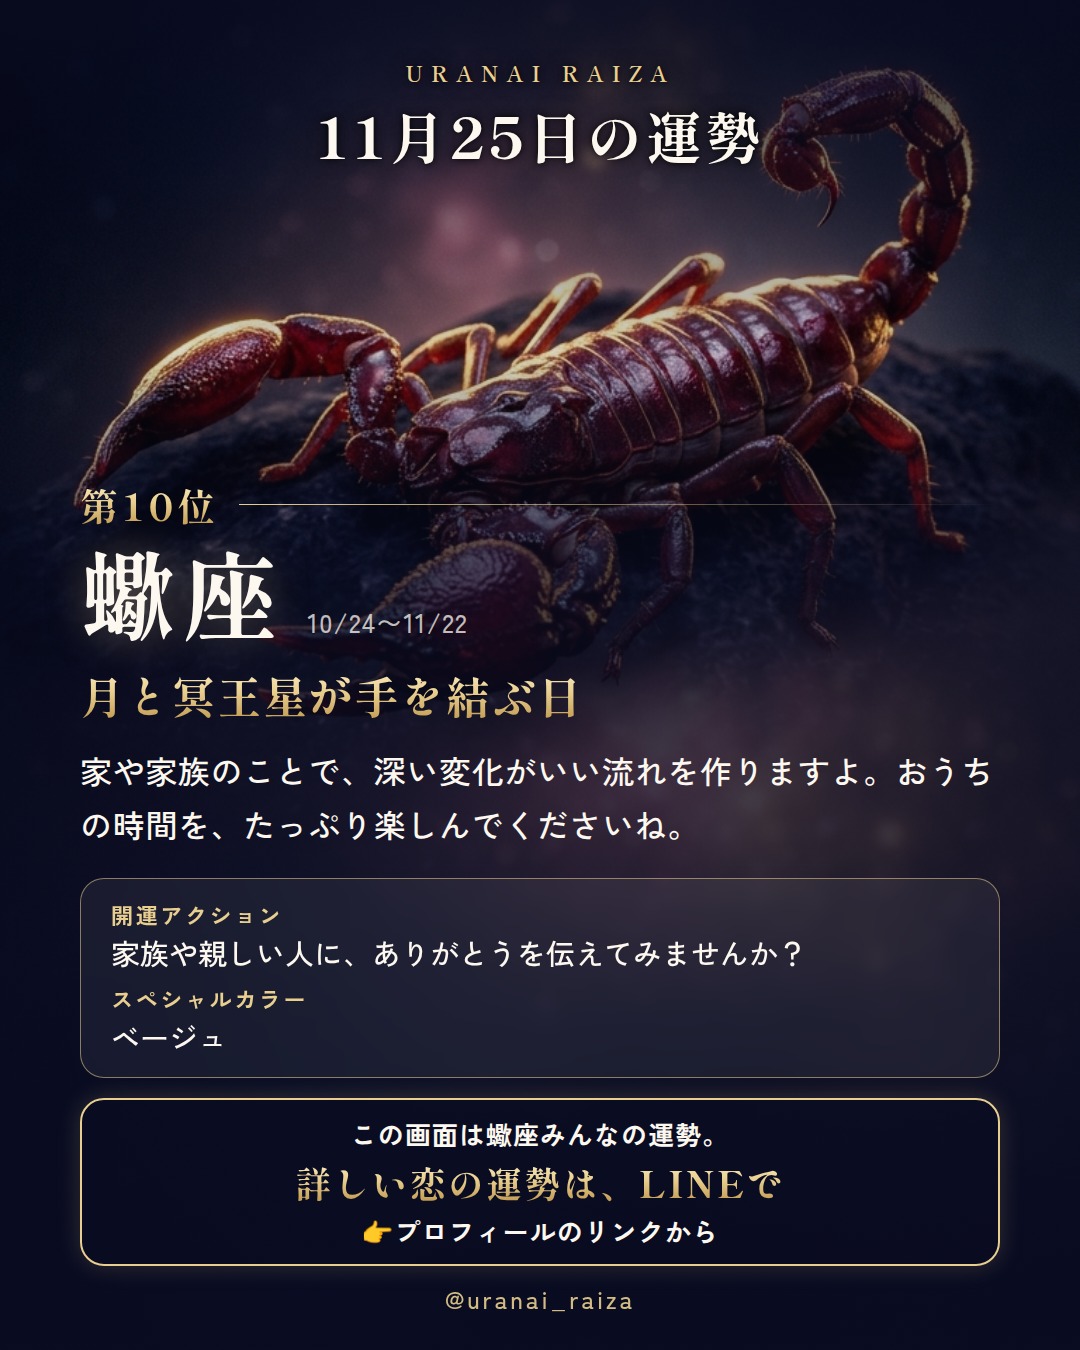 URANAI RAIZA
11月25日の運勢
第10位
蠍座 10/24〜11/22
月と冥王星が手を結ぶ日
家や家族のことで、深い変化がいい流れを作りますよ。おうち
の時間を、たっぷり楽しんでくださいね。
開運アクション
家族や親しい人に、ありがとうを伝えてみませんか？
スペシャルカラー
ベージュ
この画面は蠍座みんなの運勢。
詳しい恋の運勢は、LINEで
👉プロフィールのリンクから
@uranai_raiza